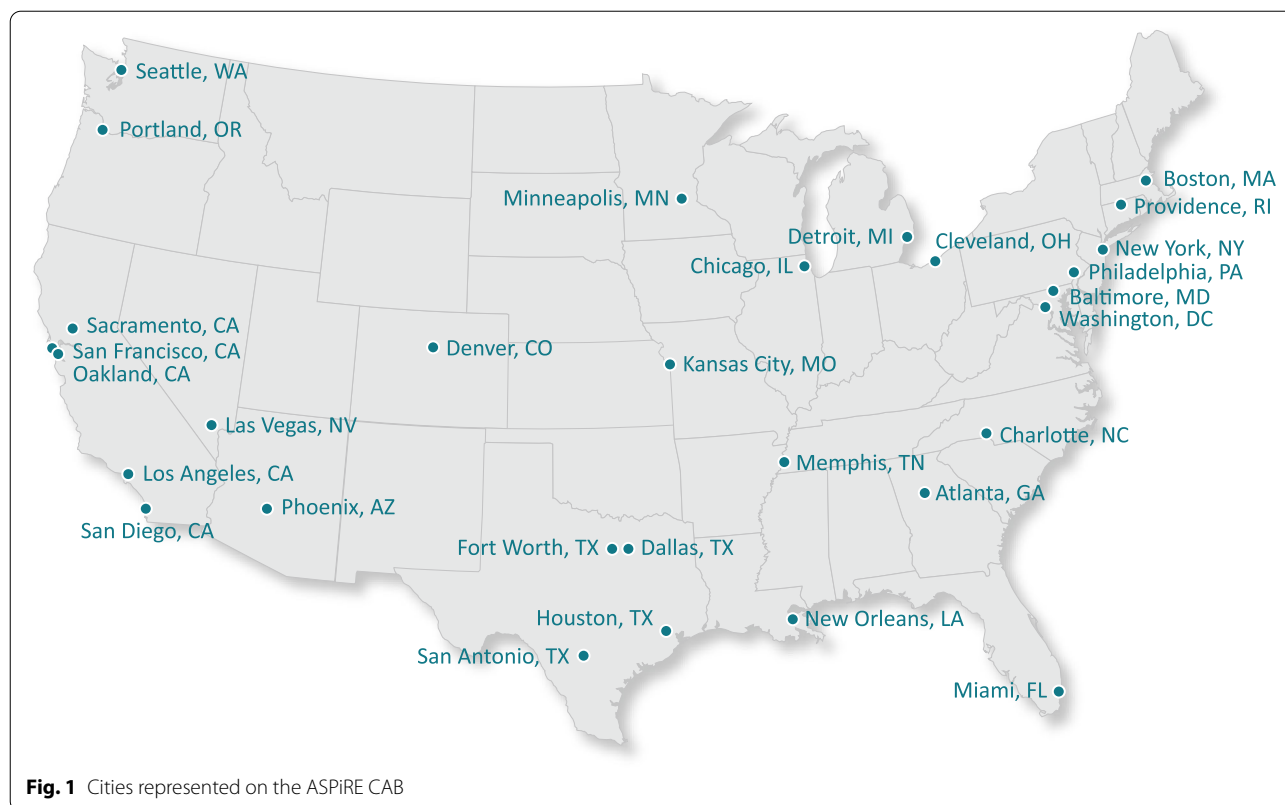 Seattle, WA
Portland, OR
Boston, MA
Minneapolis, MN
Providence, RI
Detroit, MI
Cleveland, OH
New York, NY
Chicago, IL
Philadelphia, PA
Baltimore, MD
Washington, DC
Sacramento, CA
San Francisco, CA
Oakland, CA
Denver, CO
Kansas City, MO
Las Vegas, NV
Charlotte, NC
Los Angeles, CA
Memphis, TN
Atlanta, GA
Phoenix, AZ
San Diego, CA
Fort Worth, TX
Dallas, TX
Houston, TX
New Orleans, LA
San Antonio, TX
Miami, FL
Fig. 1 Cities represented on the ASPiRE CAB